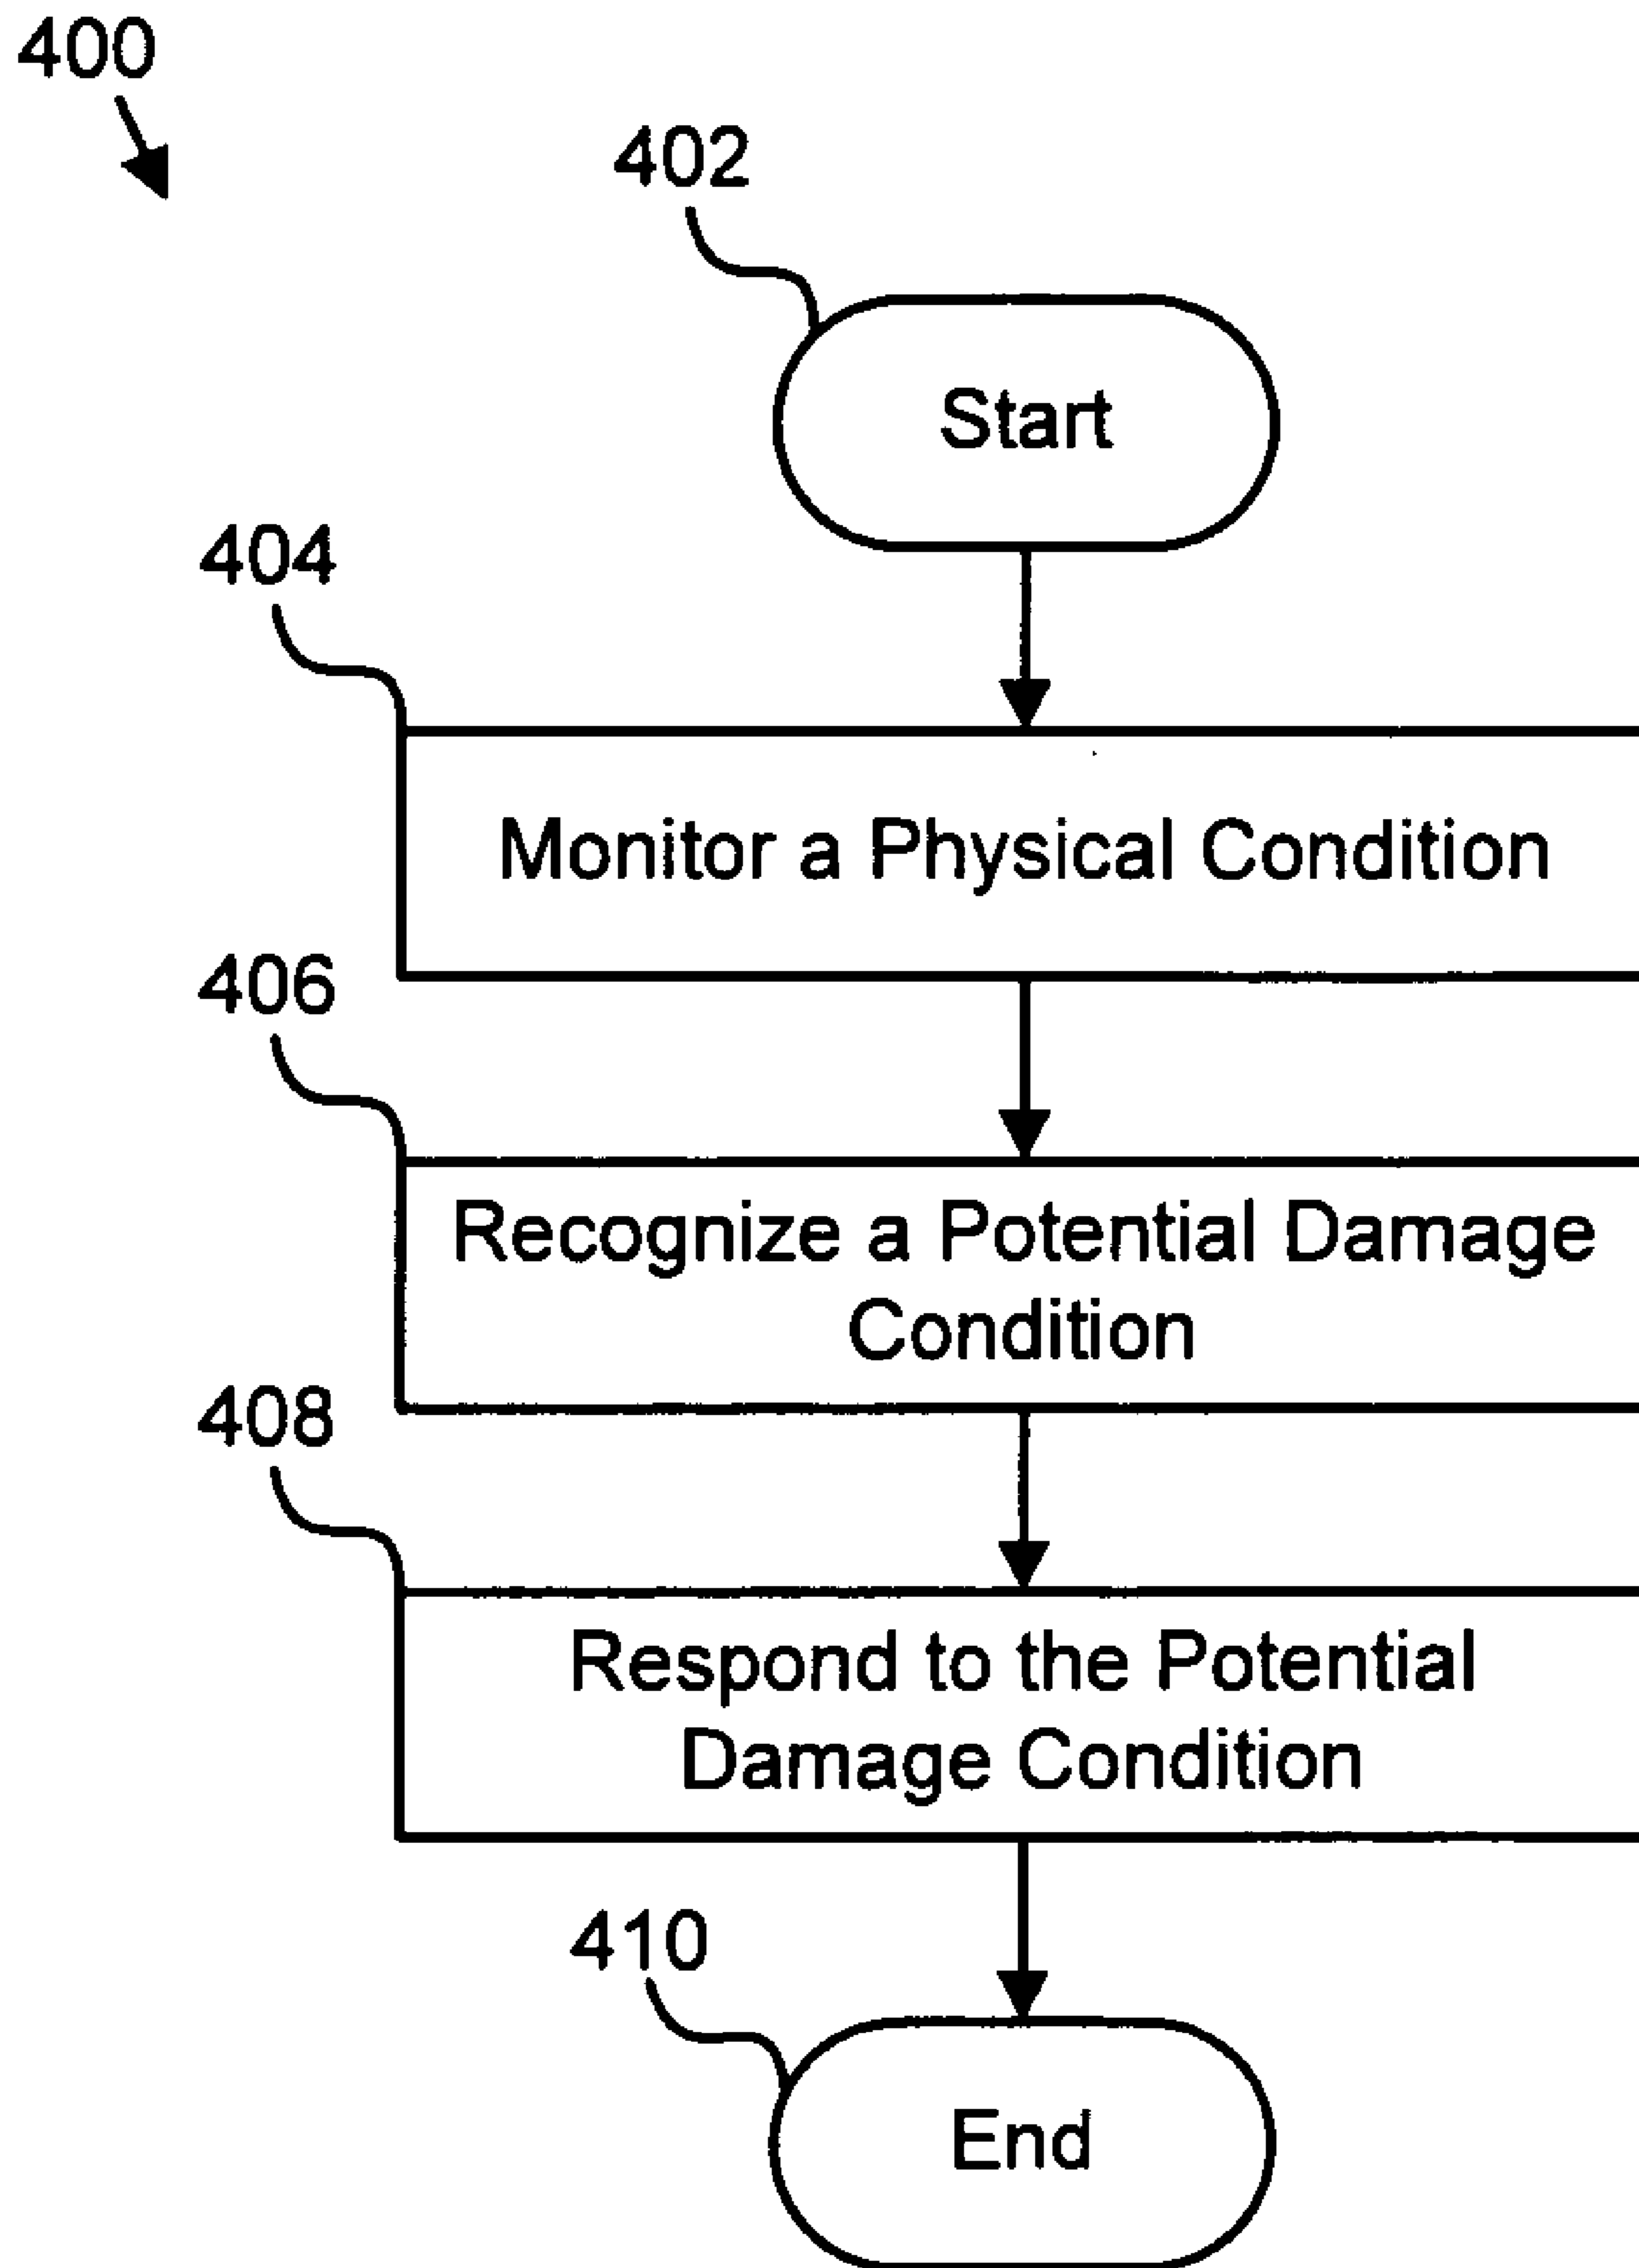 400
402
Start
404
Monitor a Physical Condition
406
Recognize a Potential Damage
Condition
408
Respond to the Potential
Damage Condition
410
End